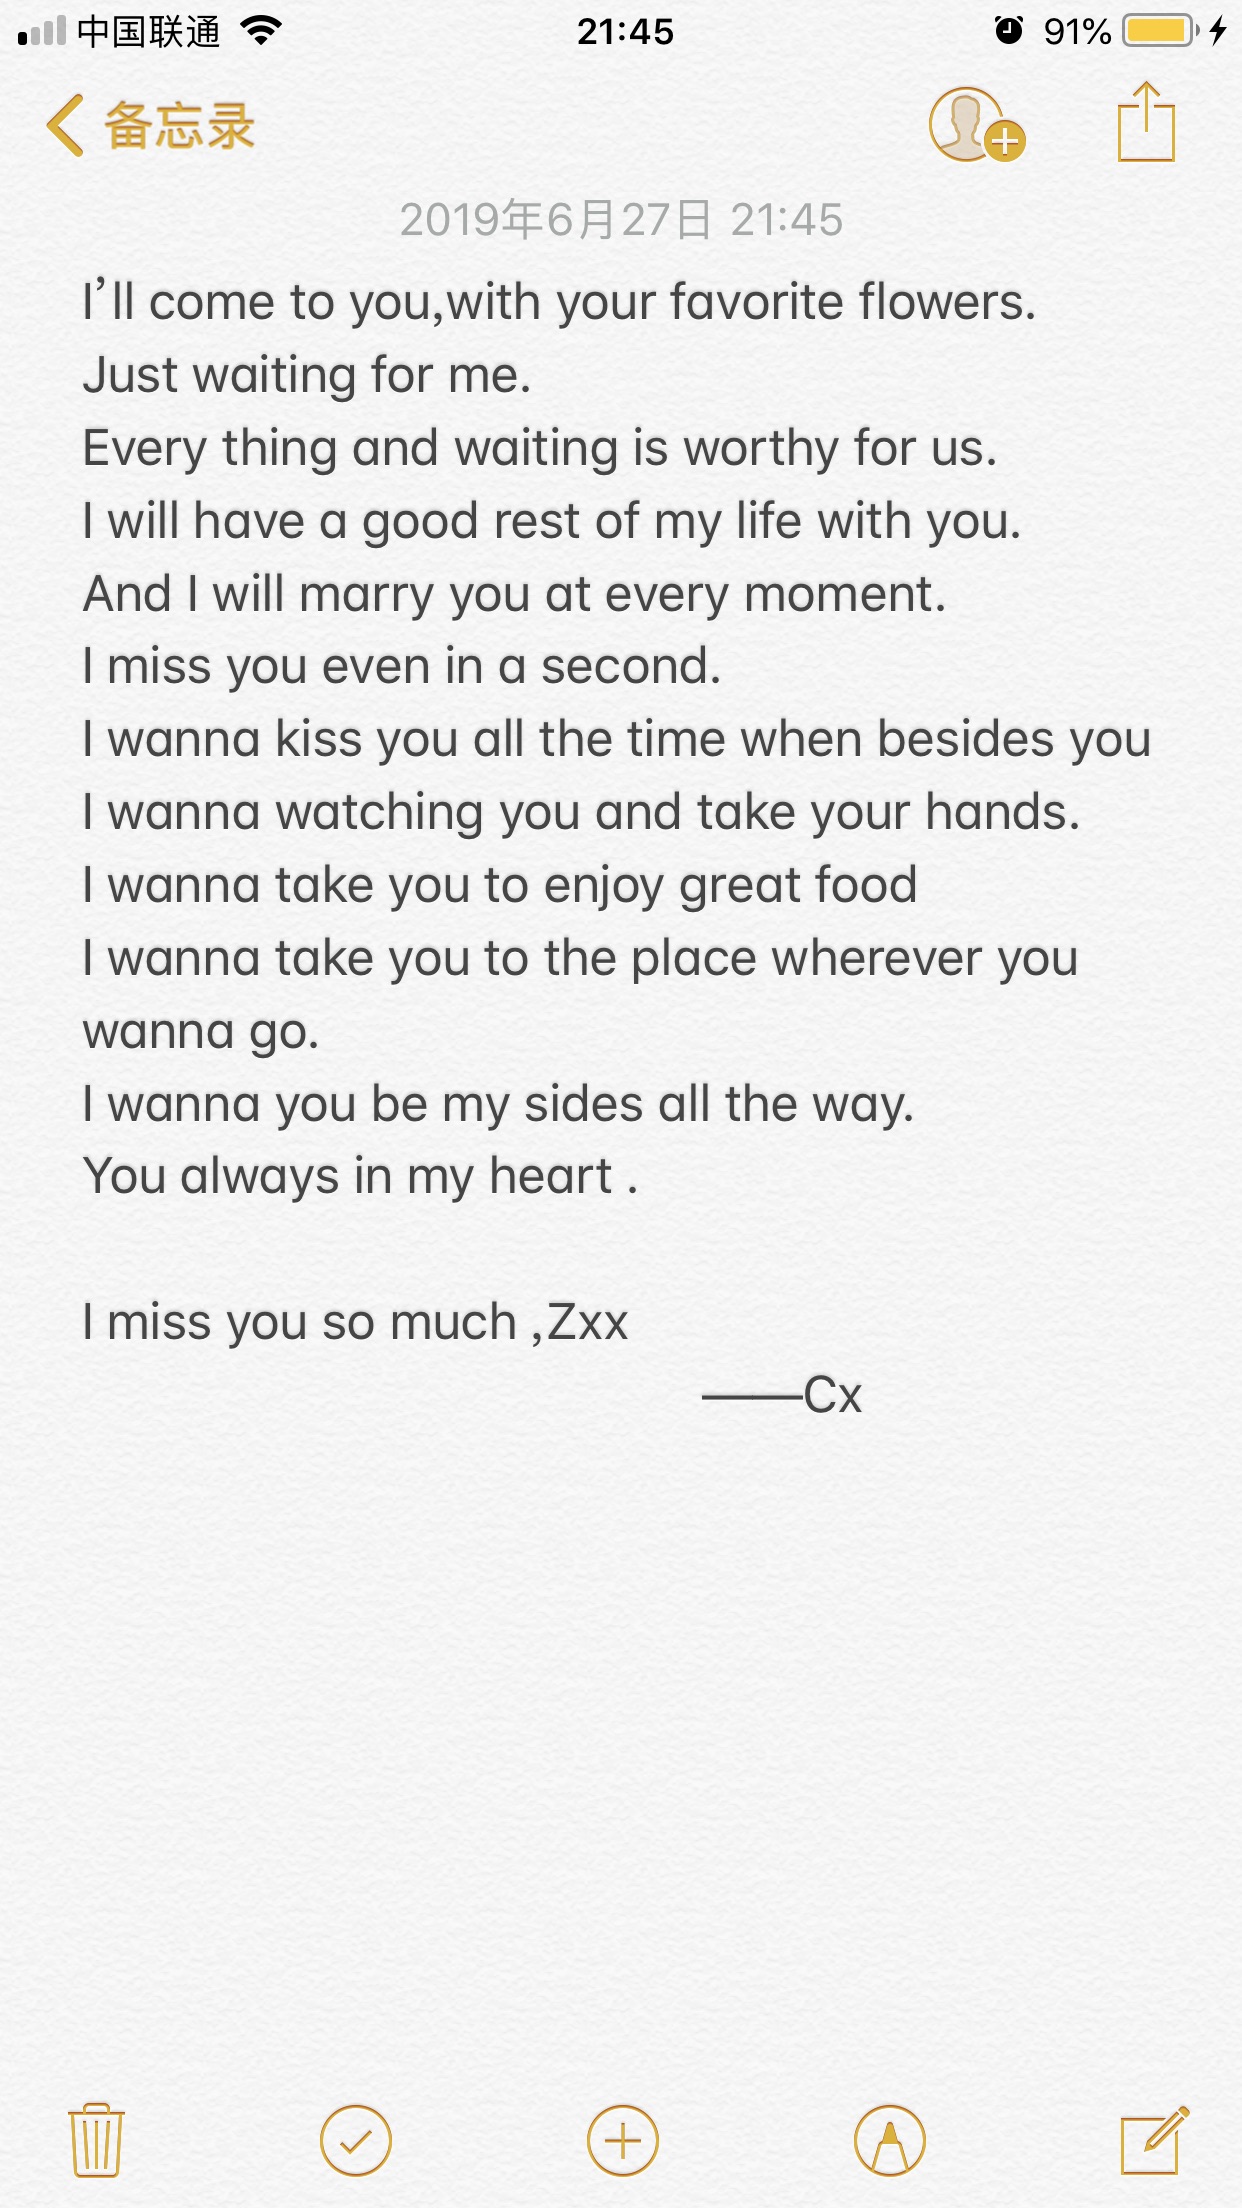 中国联通
21:45
91%
备忘录
2019年6月27日 21:45
I’ll come to you,with your favorite flowers.
Just waiting for me.
Every thing and waiting is worthy for us.
I will have a good rest of my life with you.
And I will marry you at every moment.
I miss you even in a second.
I wanna kiss you all the time when besides you
I wanna watching you and take your hands.
I wanna take you to enjoy great food
I wanna take you to the place wherever you
wanna go.
I wanna you be my sides all the way.
You always in my heart .
I miss you so much ,Zxx
——Cx